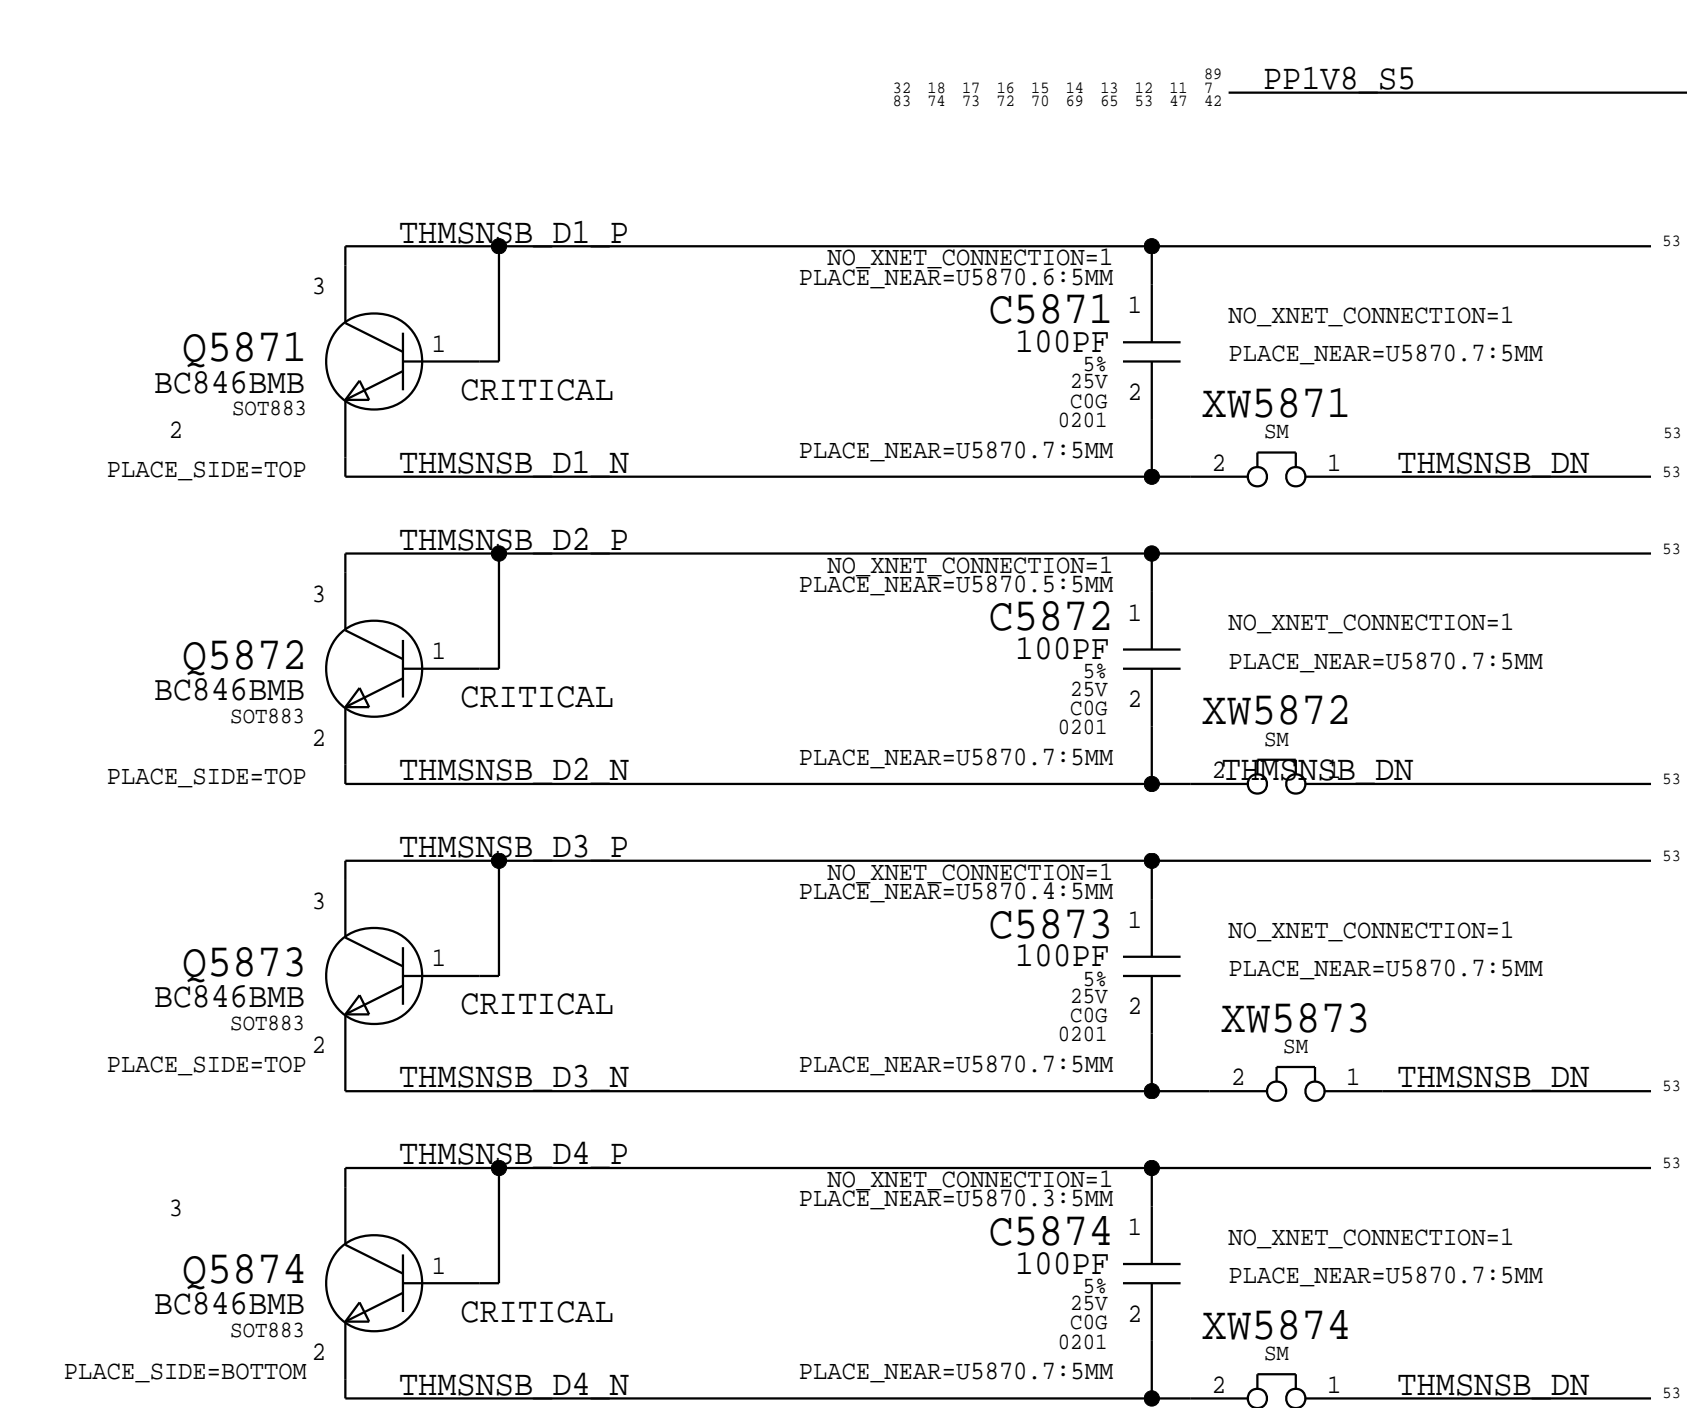 89
PP1V8_S5
32 18 17 16 15 14 13 12 11 7
83 74 73 72 70 69 65 53 47 42
THMSNSB_D1_P
53
NO_XNET_CONNECTION=1
PLACE_NEAR=U5870.6:5MM
3
C5871
1
NO_XNET_CONNECTION=1
Q5871
1
100PF
PLACE_NEAR=U5870.7:5MM
5%
BC846BMB
CRITICAL
25V
2
SOT883
C0G
XW5871
0201
2
SM
53
PLACE_SIDE=TOP
THMSNSB_D1_N
PLACE_NEAR=U5870.7:5MM
2
1
THMSNSB_DN
53
THMSNSB_D2_P
53
NO_XNET_CONNECTION=1
PLACE_NEAR=U5870.5:5MM
3
C5872
1
NO_XNET_CONNECTION=1
Q5872
1
100PF
PLACE_NEAR=U5870.7:5MM
5%
BC846BMB
CRITICAL
25V
2
SOT883
C0G
XW5872
0201
2
SM
PLACE_SIDE=TOP
THMSNSB_D2_N
PLACE_NEAR=U5870.7:5MM
2
1
THMSNSB_DN
53
THMSNSB_D3_P
53
NO_XNET_CONNECTION=1
PLACE_NEAR=U5870.4:5MM
3
C5873
1
NO_XNET_CONNECTION=1
Q5873
1
100PF
PLACE_NEAR=U5870.7:5MM
5%
BC846BMB
CRITICAL
25V
2
SOT883
C0G
XW5873
0201
2
SM
PLACE_SIDE=TOP
THMSNSB_D3_N
PLACE_NEAR=U5870.7:5MM
2
1
THMSNSB_DN
53
THMSNSB_D4_P
53
NO_XNET_CONNECTION=1
PLACE_NEAR=U5870.3:5MM
3
C5874
1
NO_XNET_CONNECTION=1
Q5874
1
100PF
PLACE_NEAR=U5870.7:5MM
5%
BC846BMB
CRITICAL
25V
2
SOT883
C0G
XW5874
0201
2
SM
PLACE_SIDE=BOTTOM
THMSNSB_D4_N
PLACE_NEAR=U5870.7:5MM
2
1
THMSNSB_DN
53